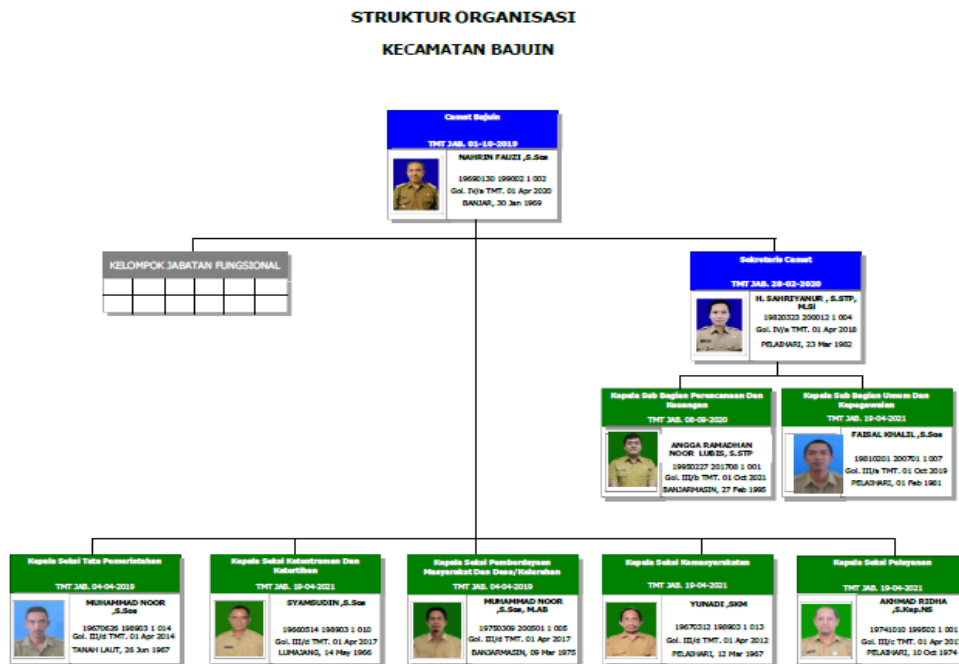 STRUKTUR ORGANISASI
KECAMATAN BAJUIN
Camat Bajuin
TMT JAB. 01-10-2019
NAHRIN FAUZI ,S.Sos
19690130 199002 1 002
Gol. IV/a TMT. 01 Apr 2020
BANJAR, 30 Jan 1969
KELOMPOK JABATAN FUNGSIONAL
Sekretaris Camat
TMT JAB. 28-02-2020
H. SAHRIYANUR , S.STP,
M.Si
19820323 200012 1 004
Gol. IV/a TMT. 01 Apr 2018
PELAIHARI, 23 Mar 1982
Kepala Sub Bagian Perencanaan Dan
Keuangan
TMT JAB. 08-09-2020
ANGGA RAMADHAN
NOOR LUBIS, S.STP
19950227 201708 1 001
Gol. III/b TMT. 01 Oct 2021
BANJARMASIN, 27 Feb 1995
Kepala Sub Bagian Umum Dan
Kepegawaian
TMT JAB. 19-04-2021
FAISAL KHALIL ,S.Sos
19810201 200701 1 007
Gol. III/a TMT. 01 Oct 2019
PELAIHARI, 01 Feb 1981
Kepala Seksi Tata Pemerintahan
TMT JAB. 04-04-2019
MUHAMMAD NOOR
,S.Sos
19670626 198903 1 014
Gol. III/d TMT. 01 Apr 2014
TANAH LAUT, 26 Jun 1967
Kepala Seksi Ketentraman Dan
Ketertiban
TMT JAB. 19-04-2021
SYAMSUDIN ,S.Sos
19660514 198903 1 010
Gol. III/d TMT. 01 Apr 2017
LUMAJANG, 14 May 1966
Kepala Seksi Pemberdayaan
Masyarakat Dan Desa/Kelurahan
TMT JAB. 04-04-2019
MUHAMMAD NOOR
,S.Sos, M.AB
19750309 200501 1 005
Gol. III/d TMT. 01 Apr 2017
BANJARMASIN, 09 Mar 1975
Kepala Seksi Kemasyarakatan
TMT JAB. 19-04-2021
YUNADI ,SKM
19670312 198903 1 013
Gol. III/d TMT. 01 Apr 2012
PELAIHARI, 12 Mar 1967
Kepala Seksi Pelayanan
TMT JAB. 19-04-2021
AKHMAD RIDHA
,S.Kep.NS
19741010 199502 1 001
Gol. III/c TMT. 01 Apr 2017
PELAIHARI, 10 Oct 1974